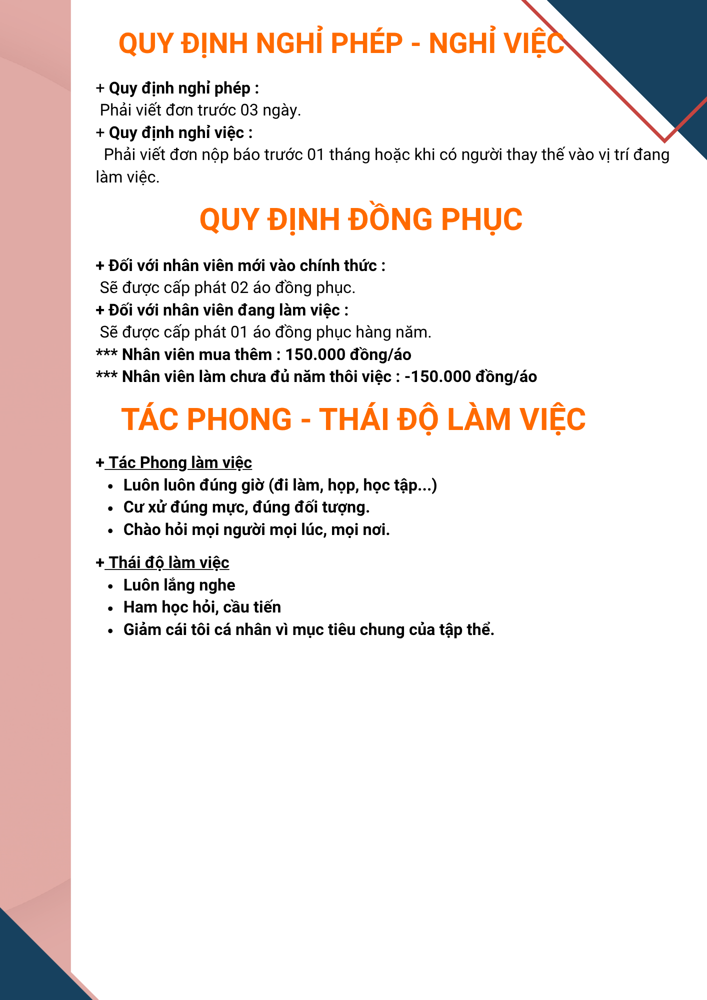 QUY ĐỊNH NGHỈ PHÉP - NGHỈ VIỆC
+ Quy định nghỉ phép :
Phải viết đơn trước 03 ngày.
+ Quy định nghỉ việc :
Phải viết đơn nộp báo trước 01 tháng hoặc khi có người thay thế vào vị trí đang
làm việc.
QUY ĐỊNH ĐỒNG PHỤC
+ Đối với nhân viên mới vào chính thức :
Sẽ được cấp phát 02 áo đồng phục.
+ Đối với nhân viên đang làm việc :
Sẽ được cấp phát 01 áo đồng phục hàng năm.
*** Nhân viên mua thêm : 150.000 đồng/áo
*** Nhân viên làm chưa đủ năm thôi việc : -150.000 đồng/áo
TÁC PHONG - THÁI ĐỘ LÀM VIỆC
+ Tác Phong làm việc
• Luôn luôn đúng giờ (đi làm, họp, học tập...)
• Cư xử đúng mực, đúng đối tượng.
• Chào hỏi mọi người mọi lúc, mọi nơi.
+ Thái độ làm việc
• Luôn lắng nghe
• Ham học hỏi, cầu tiến
• Giảm cái tôi cá nhân vì mục tiêu chung của tập thể.